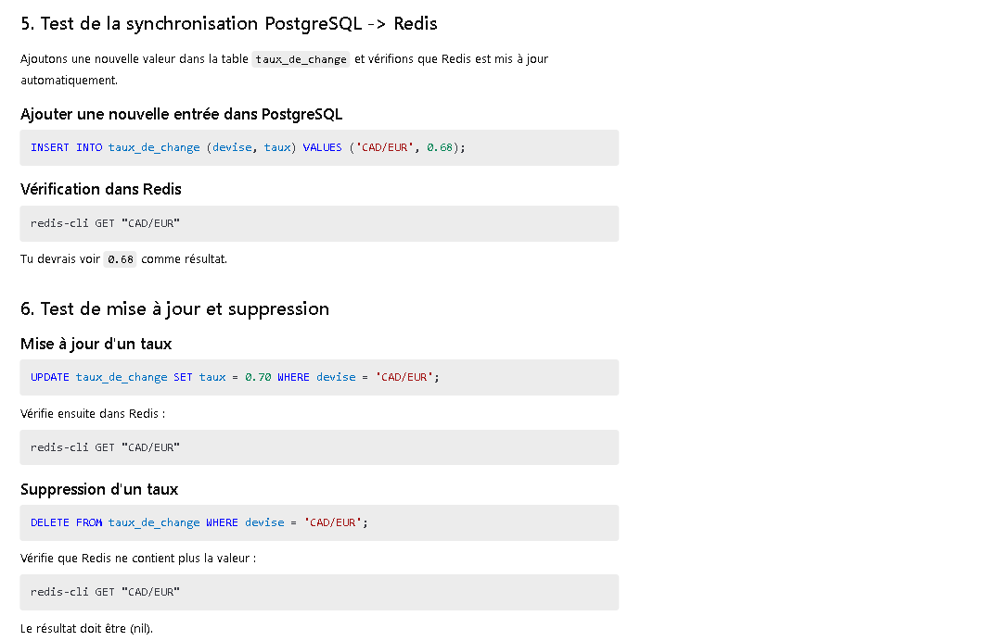 5. Test de la synchronisation PostgreSQL -> Redis
Ajoutons une nouvelle valeur dans la table taux_de_change et vérifions que Redis est mis à jour
automatiquement.
Ajouter une nouvelle entrée dans PostgreSQL
INSERT INTO taux_de_change (devise, taux) VALUES ('CAD/EUR', 0.68);
Vérification dans Redis
redis-cli GET "CAD/EUR"
Tu devrais voir 0.68 comme résultat.
6. Test de mise à jour et suppression
Mise à jour d'un taux
UPDATE taux_de_change SET taux = 0.70 WHERE devise = 'CAD/EUR';
Vérifie ensuite dans Redis :
redis-cli GET "CAD/EUR"
Suppression d'un taux
DELETE FROM taux_de_change WHERE devise = 'CAD/EUR';
Vérifie que Redis ne contient plus la valeur :
redis-cli GET "CAD/EUR"
Le résultat doit être (nil).